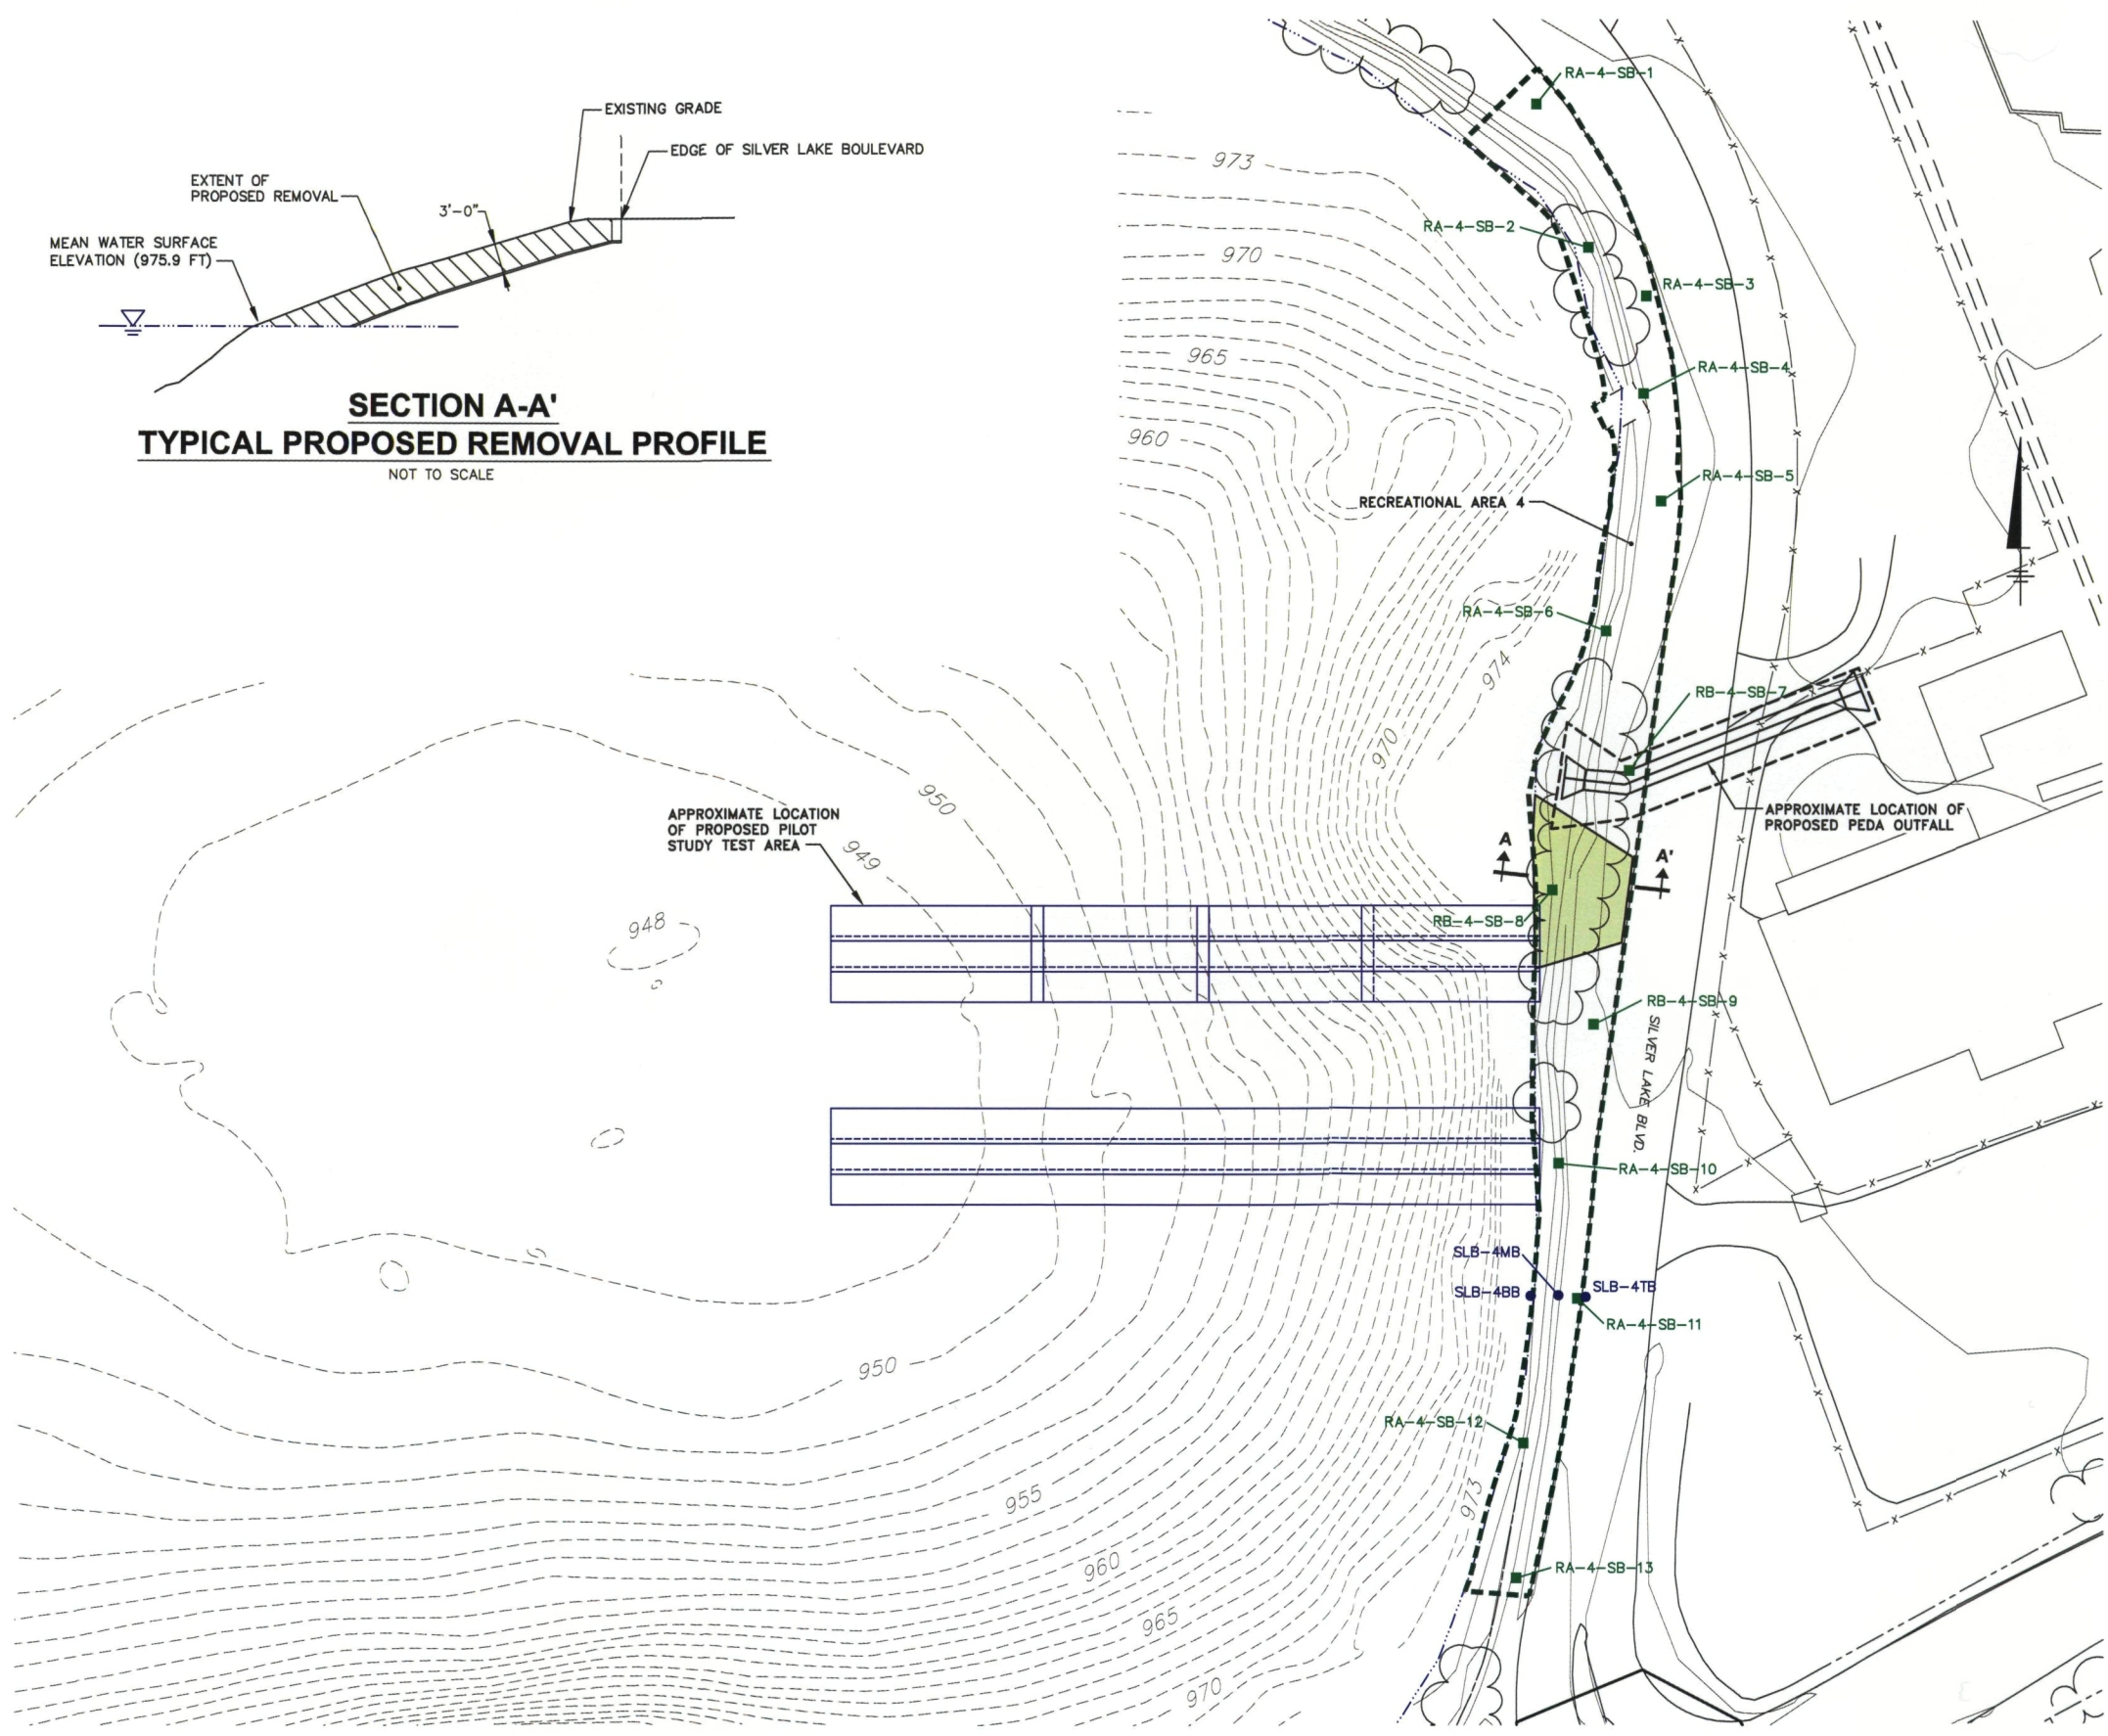 EXISTING GRADE
EDGE OF SILVER LAKE BOULEVARD
EXTENT OF
PROPOSED REMOVAL
3'-0"
MEAN WATER SURFACE
ELEVATION (975.9 FT)
SECTION A-A'
TYPICAL PROPOSED REMOVAL PROFILE
NOT TO SCALE
RA-4-SB-1
973
RA-4-SB-2
970
RA-4-SB-3
965
RA-4-SB-4
960
RA-4-SB-5
RECREATIONAL AREA 4
RA-4-SB-6
974
RB-4-SB-7
970
950
APPROXIMATE LOCATION
OF PROPOSED PILOT
STUDY TEST AREA
APPROXIMATE LOCATION OF
PROPOSED PEDA OUTFALL
949
A
A'
948
RB-4-SB-8
RB-4-SB-9
SILVER LAKE BLVD.
RA-4-SB-10
SLB-4MB
SLB-4BB
SLB-4TB
RA-4-SB-11
950
RA-4-SB-12
955
973
960
RA-4-SB-13
965
970